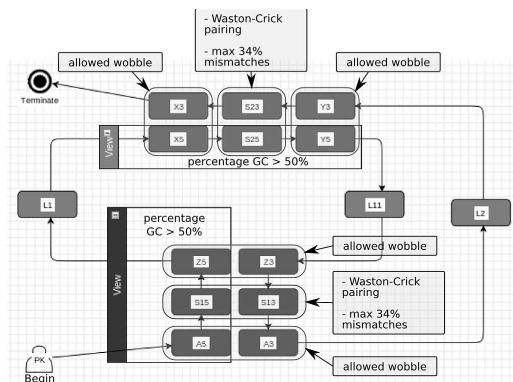 - Waston-Crick
pairing
- max 34%
mismatches
allowed wobble
allowed wobble
Terminate
X3
S23
Y3
X5
S25
Y5
View
percentage GC > 50%
L1
L11
L2
percentage
GC > 50%
View
allowed wobble
Z5
Z3
- Waston-Crick
pairing
- max 34%
mismatches
S15
S13
A5
A3
PK
Begin
allowed wobble